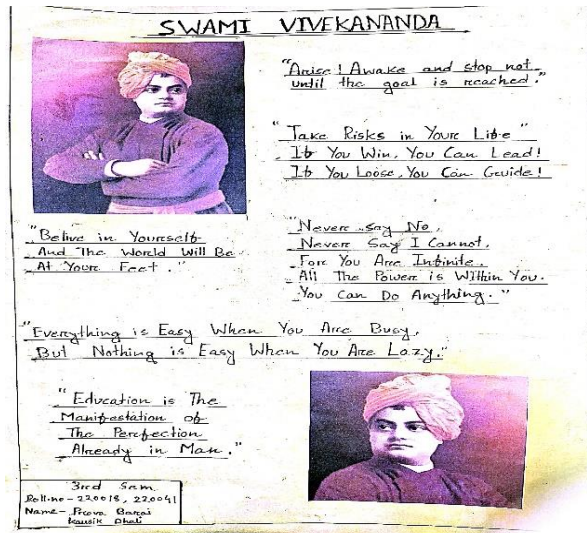 SWAMI VIVEKANANDA
"Arise! Awake and stop not
until the goal is reached."
"Take Risks in Your Life"
If You Win, You Can Lead!
If You Loose, You Can Guide!
"Belive in Yourself
And The World Will Be
At Your Feet."
"Never Say No,
Never Say I Cannot,
For You Are Infinite.
All The Power is Within You.
You Can Do Anything."
"Everything is Easy When You Are Busy,
But Nothing is Easy When You Are Lazy."
"Education is The
Manifestation of
The Perfection
Already in Man."
3rd Sem
Roll.no - 220018, 220041
Name - Prova Barai
Kausik Dhali